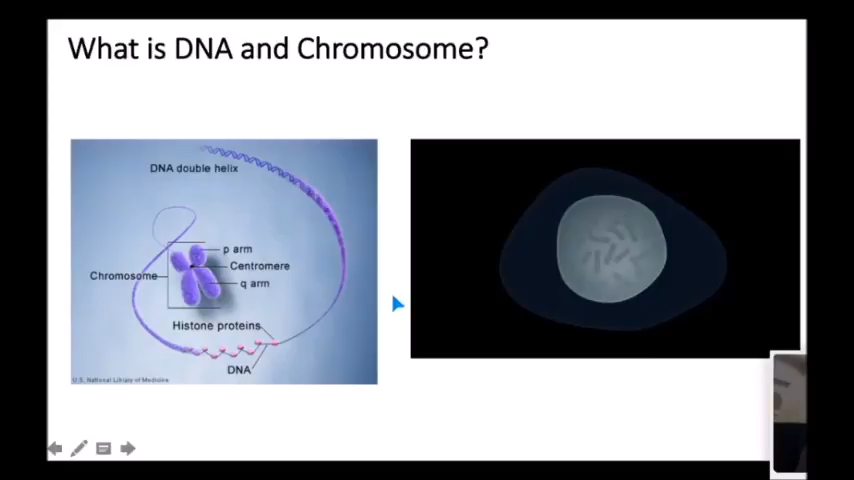 What is DNA and Chromosome?
DNA double helix
p arm
Centromere
Chromosome
q arm
Histone proteins
DNA
U.S. National Library of Medicine